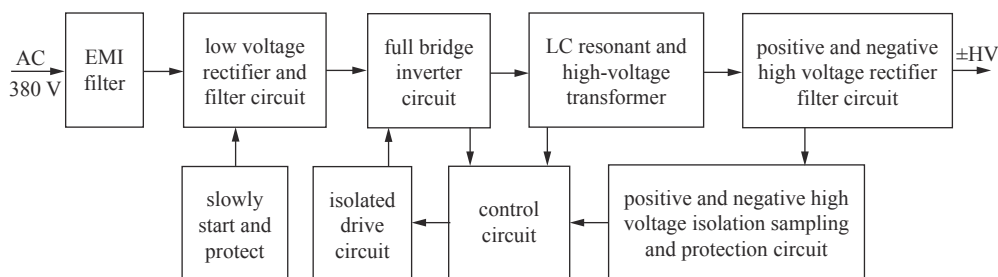 AC
380 V
EMI
filter
low voltage
rectifier and
filter circuit
full bridge
inverter
circuit
LC resonant and
high-voltage
transformer
positive and negative
high voltage rectifier
filter circuit
±HV
slowly
start and
protect
isolated
drive
circuit
control
circuit
positive and negative high
voltage isolation sampling
and protection circuit